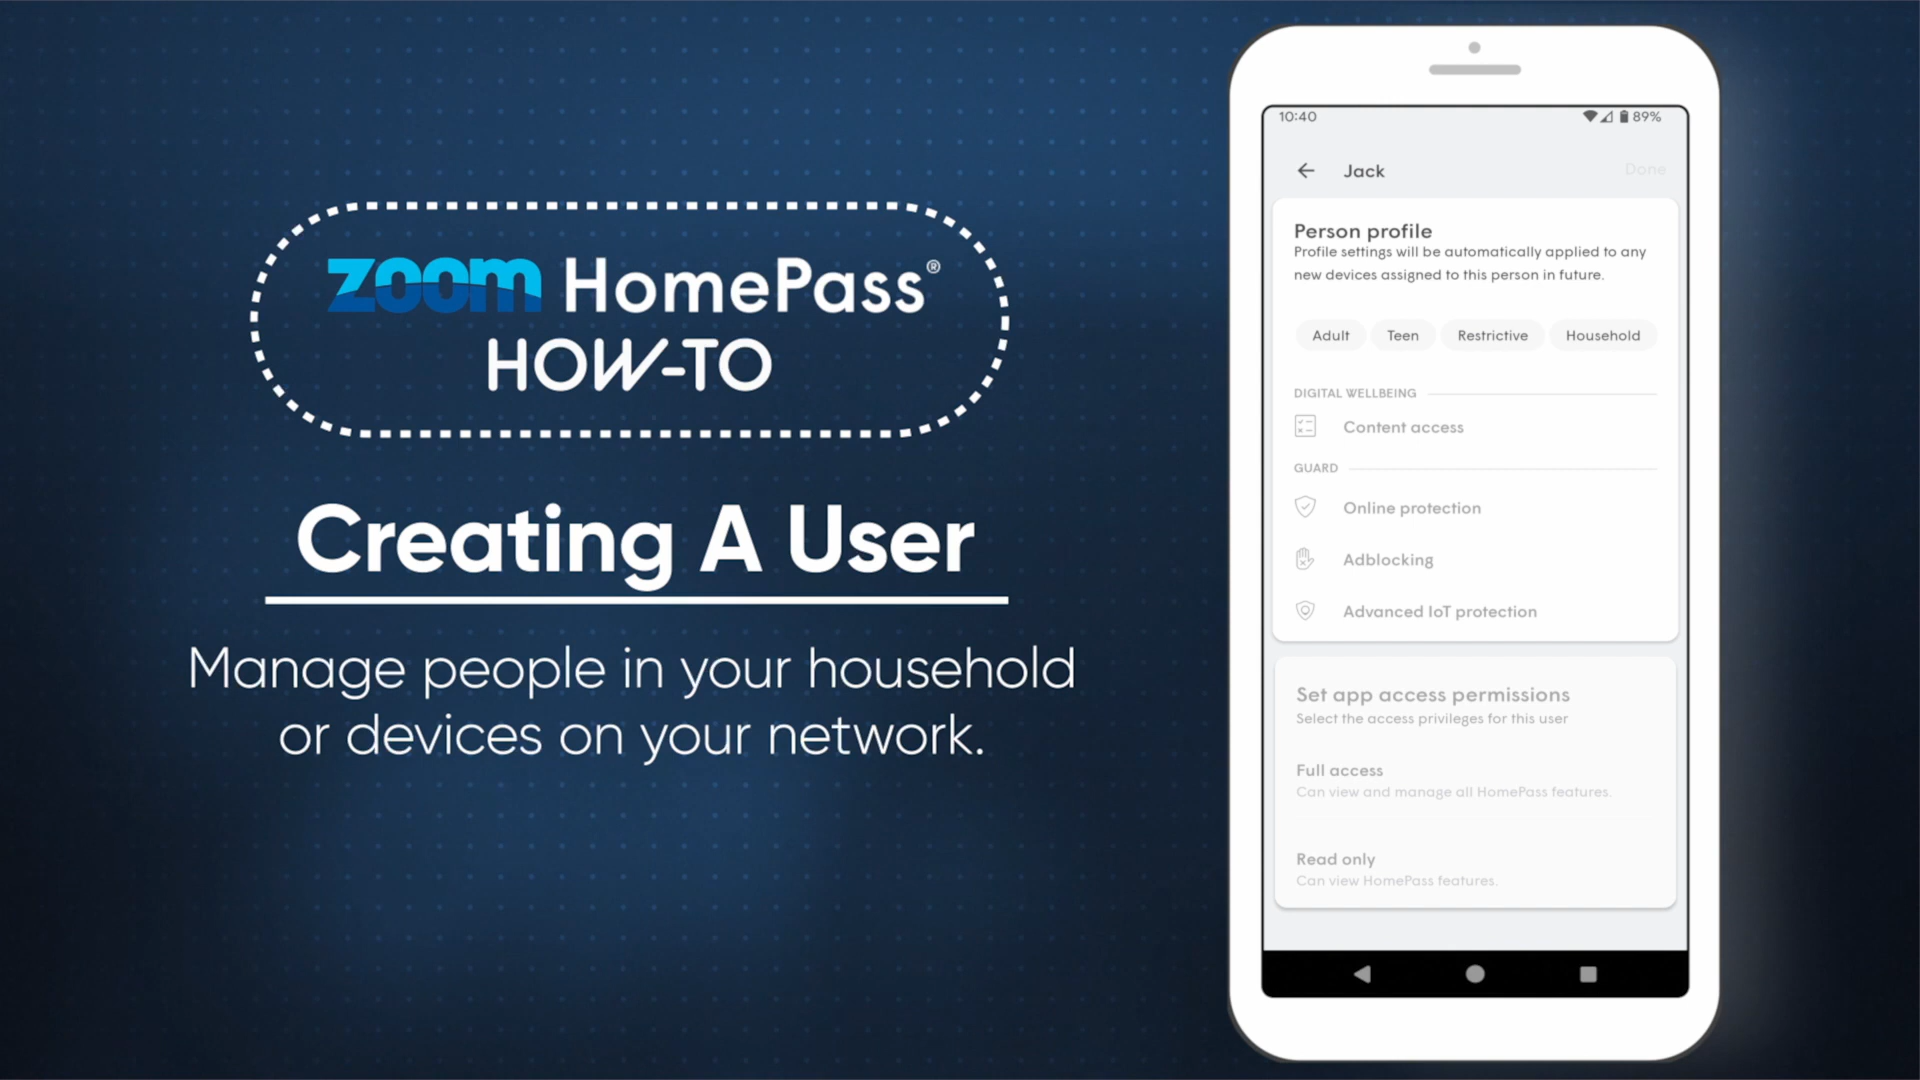 zoom HomePass®
HOW-TO
Creating A User
Manage people in your household
or devices on your network.
10:40
89%
Jack
Done
Person profile
Profile settings will be automatically applied to any
new devices assigned to this person in future.
Adult Teen Restrictive Household
DIGITAL WELLBEING
Content access
GUARD
Online protection
Adblocking
Advanced IoT protection
Set app access permissions
Select the access privileges for this user
Full access
Can view and manage all HomePass features.
Read only
Can view HomePass features.